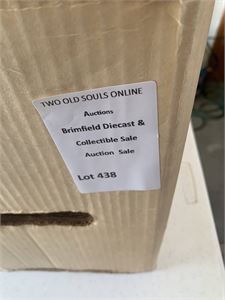 TWO OLD SOULS ONLINE
Auctions
Brimfield Diecast &
Collectible Sale
Auction Sale
Lot 438